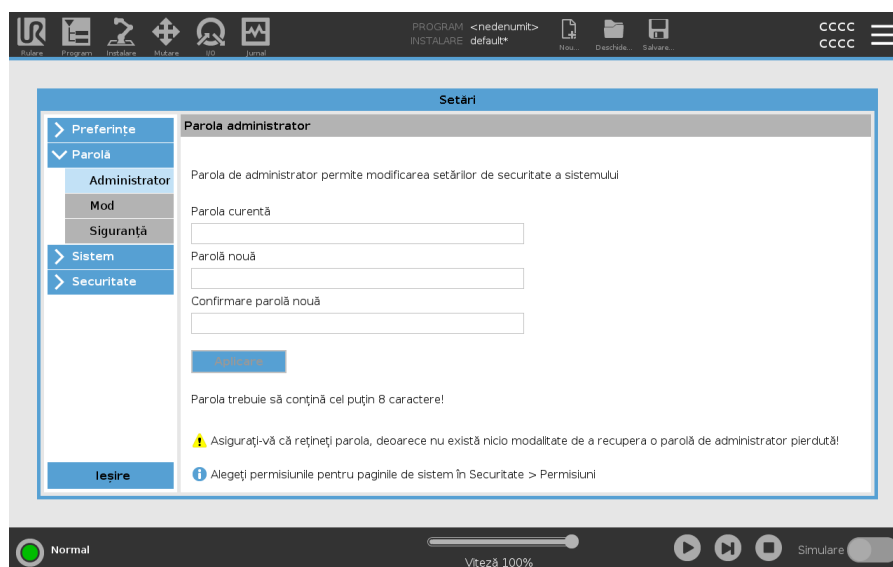 UR
PROGRAM <nedenumit>
INSTALARE default*
cccc
cccc
Rulare Program Instalare Mutare I/O Jurnal Nou... Deschide... Salvare...
Setări
Preferințe
Parolă
Administrator
Mod
Siguranță
Sistem
Securitate
Ieșire
Parola administrator
Parola de administrator permite modificarea setărilor de securitate a sistemului
Parola curentă
Parolă nouă
Confirmare parolă nouă
Aplicare
Parola trebuie să conțină cel puțin 8 caractere!
Asigurați-vă că rețineți parola, deoarece nu există nicio modalitate de a recupera o parolă de administrator pierdută!
Alegeți permisiunile pentru paginile de sistem în Securitate > Permisiuni
Normal
Viteză 100%
Simulare